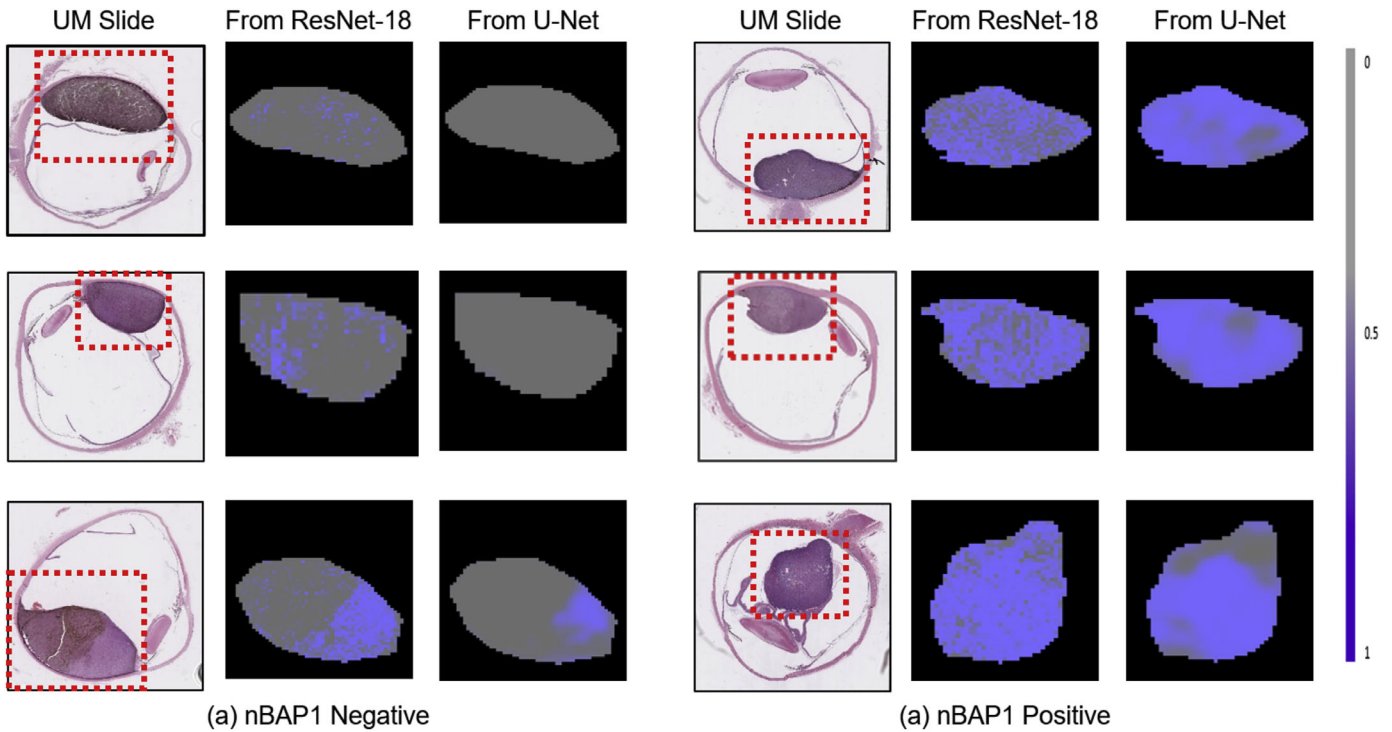 UM Slide From ResNet-18 From U-Net UM Slide From ResNet-18 From U-Net
0
0.5
1
(a) nBAP1 Negative (a) nBAP1 Positive